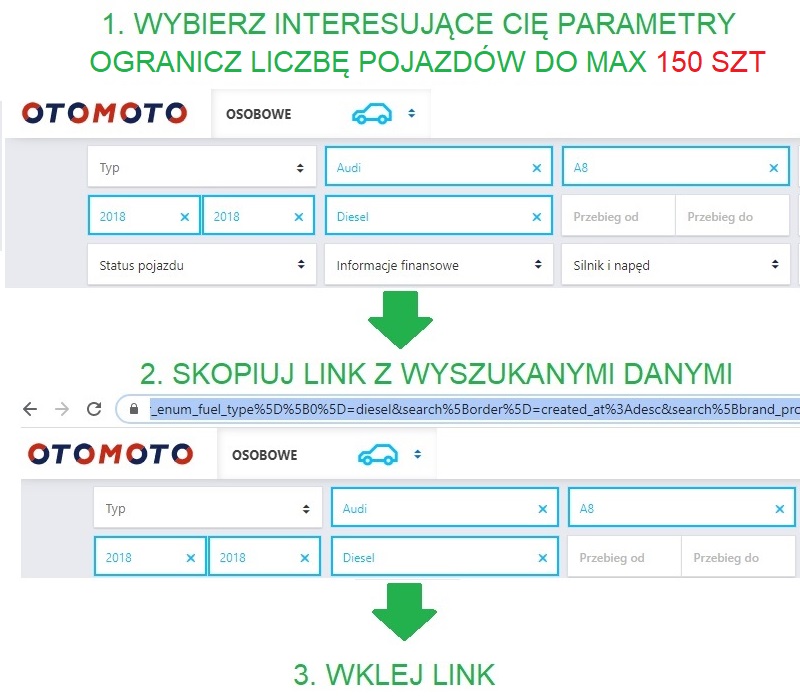 1. WYBIERZ INTERESUJĄCE CIĘ PARAMETRY
OGRANICZ LICZBĘ POJAZDÓW DO MAX 150 SZT
OTOMOTO OSOBOWE
Typ Audi A8
2018 2018 Diesel Przebieg od Przebieg do
Status pojazdu Informacje finansowe Silnik i napęd
2. SKOPIUJ LINK Z WYSZUKANYMI DANYMI
_enum_fuel_type%5D%5B0%5D=diesel&search%5Border%5D=created_at%3Adesc&search%5Bbrand_pro
OTOMOTO OSOBOWE
Typ Audi A8
2018 2018 Diesel Przebieg od Przebieg do
3. WKLEJ LINK